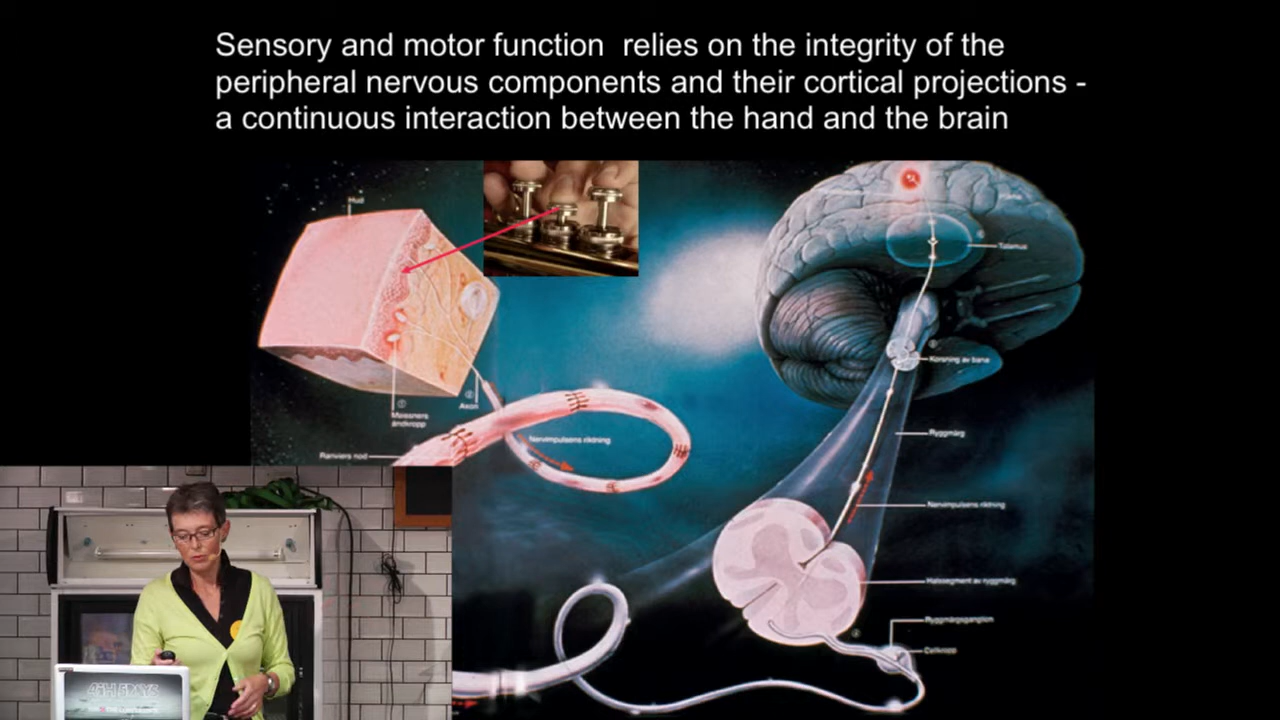 Sensory and motor function relies on the integrity of the
peripheral nervous components and their cortical projections -
a continuous interaction between the hand and the brain
Hud
Talamus
Korsning av bana
Meissners
ändkropp
Axon
Ryggmärg
Nervimpulsens riktning
Ranviers nod
Nervimpulsens riktning
Halssegment av ryggmärg
Ryggmärgsganglion
Cellkropp